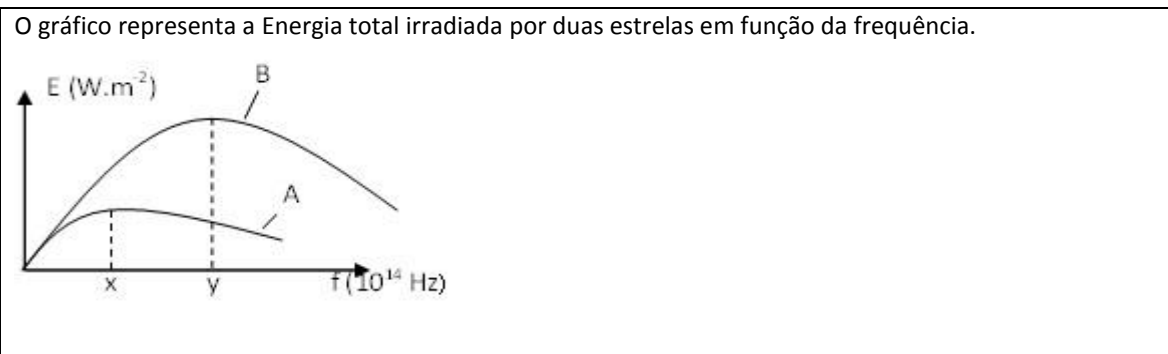 O gráfico representa a Energia total irradiada por duas estrelas em função da frequência.
E (W.m⁻²)
B
A
x
y
f (10¹⁴ Hz)